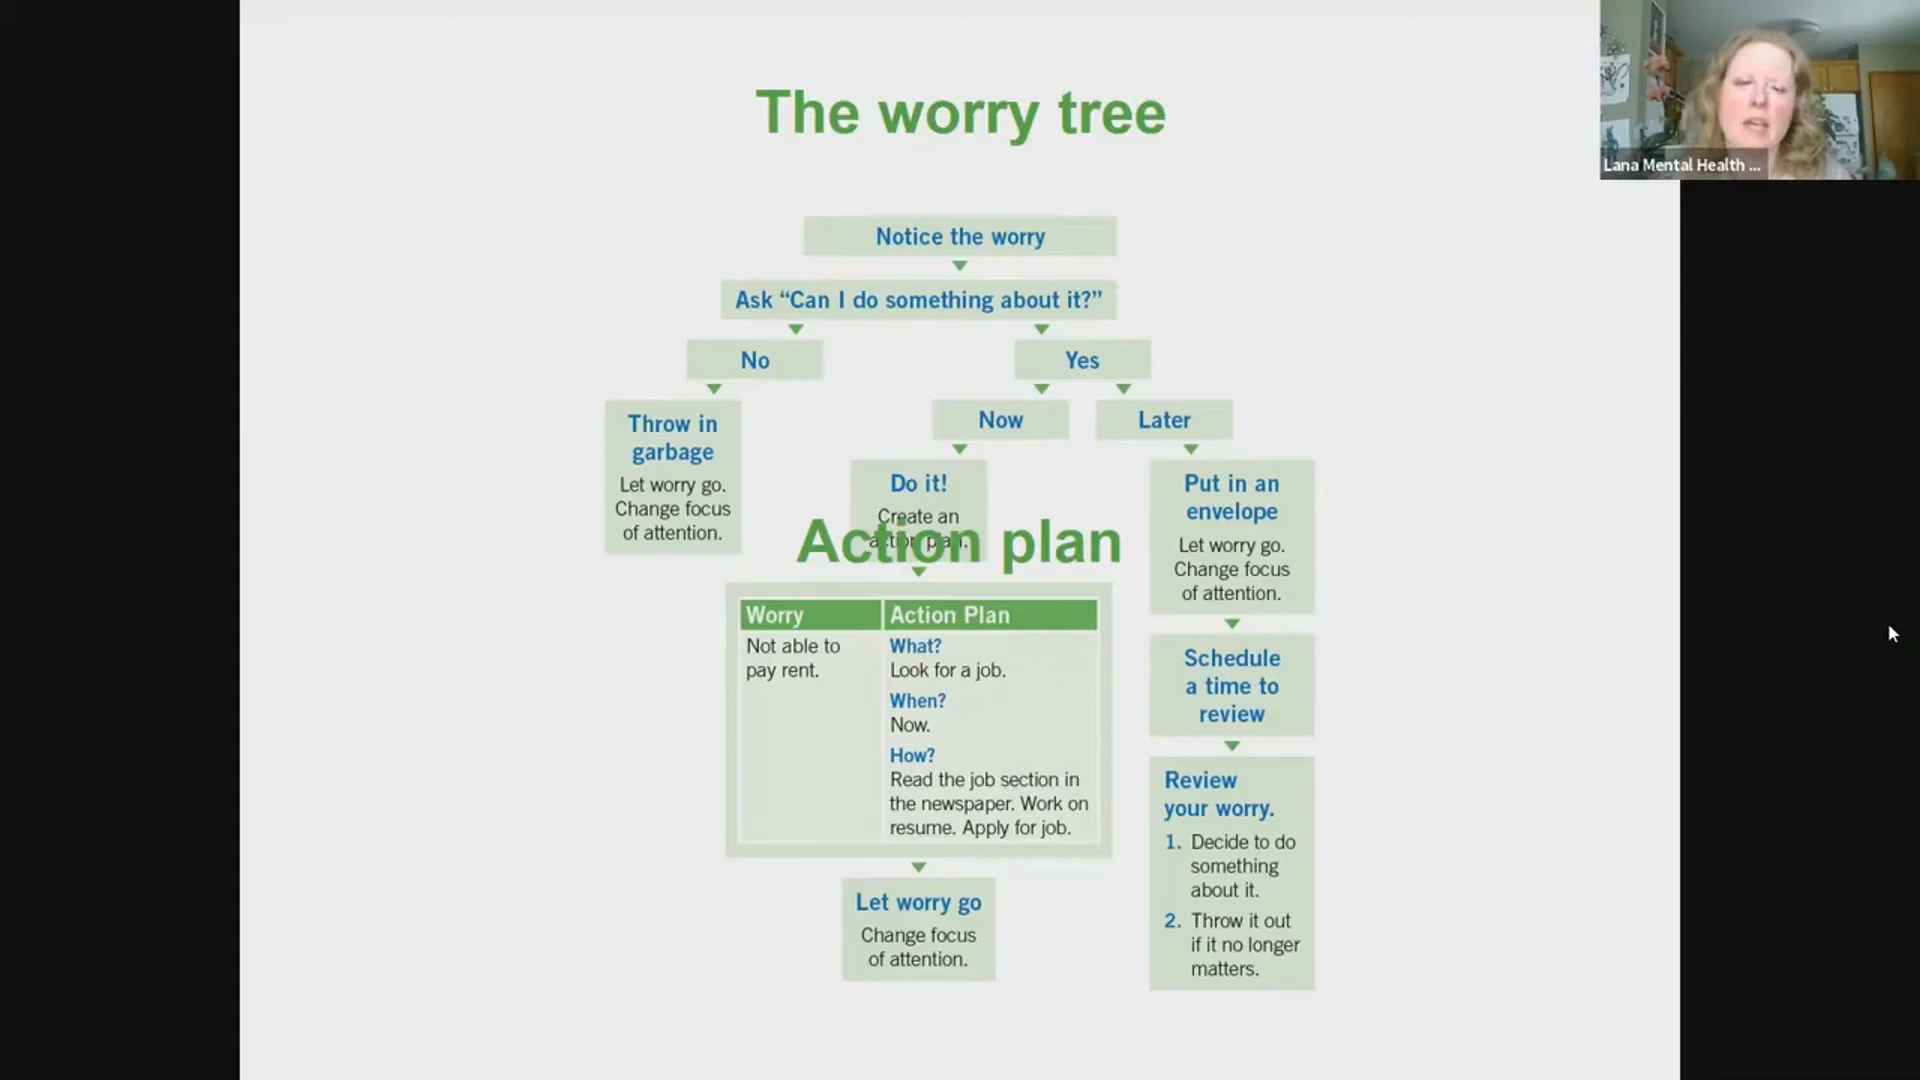 The worry tree
Lana Mental Health ...
Notice the worry
Ask “Can I do something about it?”
No
Yes
Now
Later
Throw in
garbage
Let worry go.
Change focus
of attention.
Do it!
Create an
action plan.
Action plan
Put in an
envelope
Let worry go.
Change focus
of attention.
Worry
Action Plan
Not able to
pay rent.
What?
Look for a job.
When?
Now.
How?
Read the job section in
the newspaper. Work on
resume. Apply for job.
Let worry go
Change focus
of attention.
Schedule
a time to
review
Review
your worry.
1. Decide to do
something
about it.
2. Throw it out
if it no longer
matters.